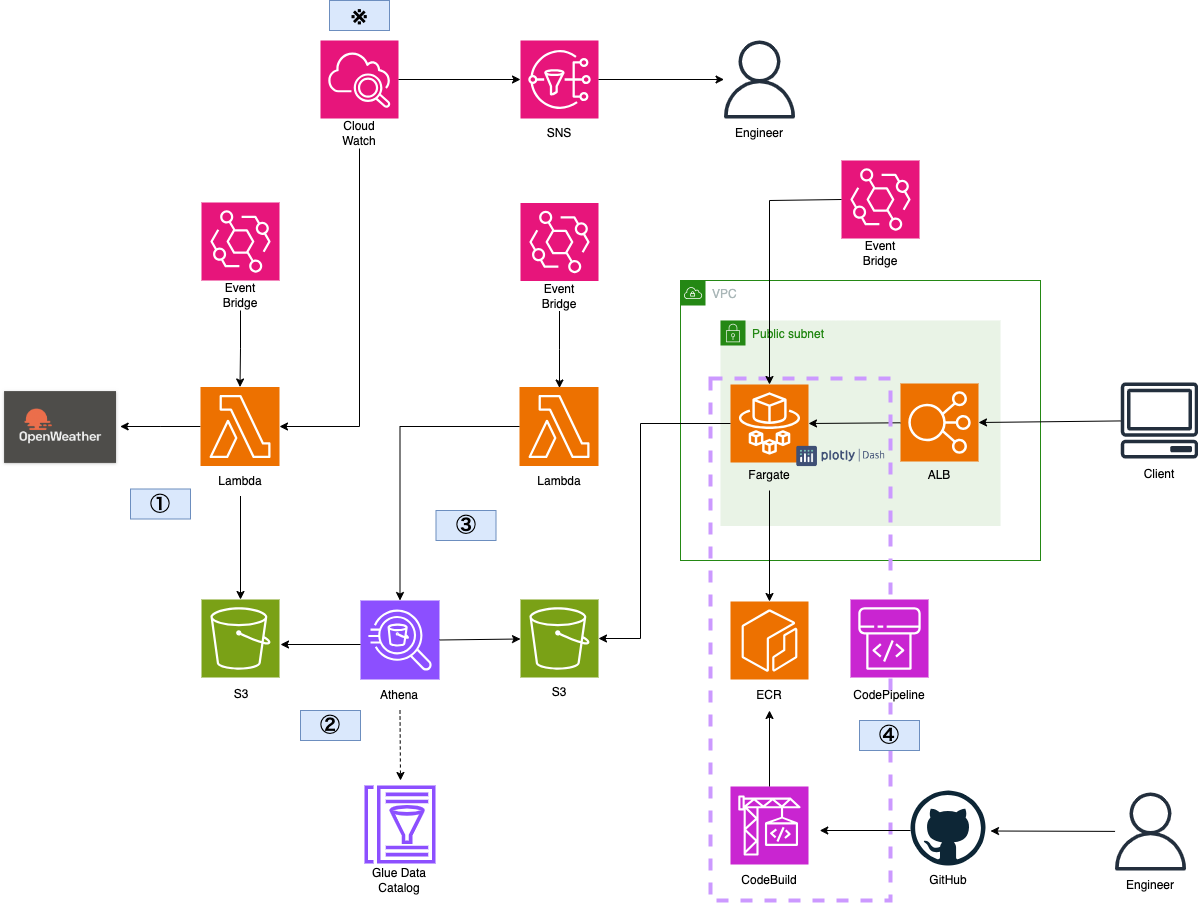 ※
Cloud
Watch
SNS
Engineer
Event
Bridge
Event
Bridge
Event
Bridge
VPC
Public subnet
OpenWeather
Lambda
Lambda
plotly | Dash
Fargate
ALB
Client
①
③
S3
Athena
S3
ECR
CodePipeline
②
④
Glue Data
Catalog
CodeBuild
GitHub
Engineer